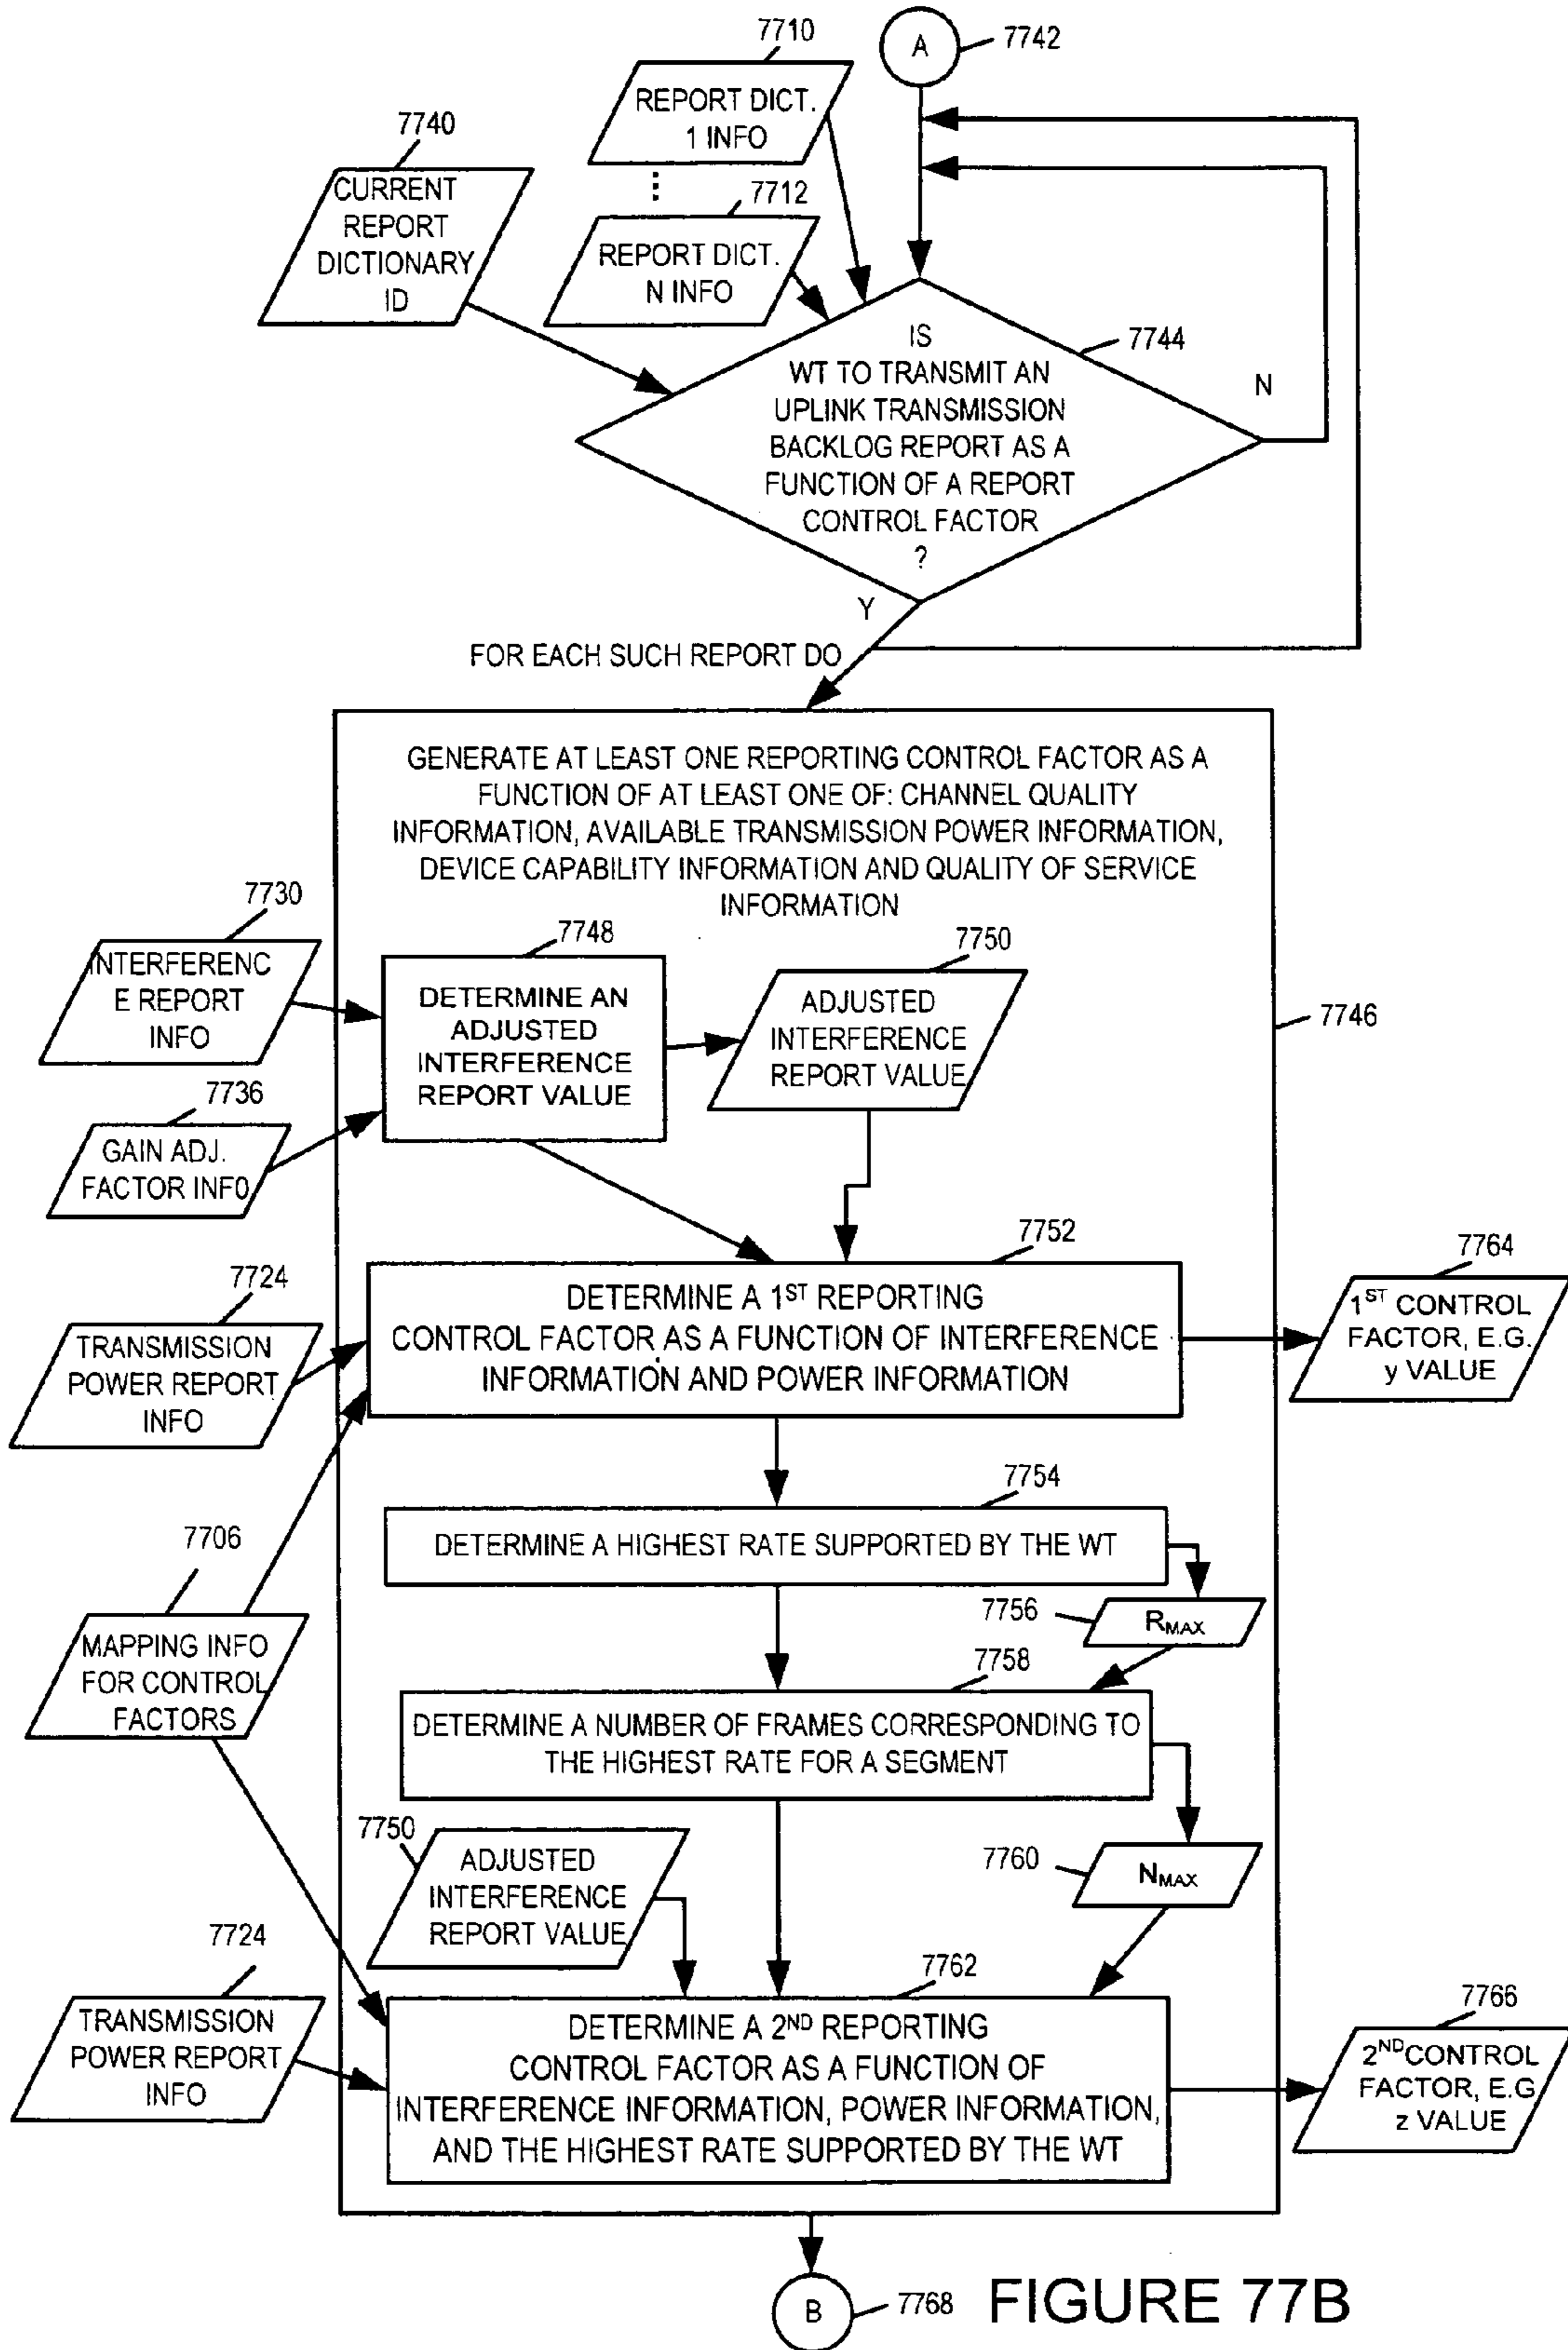 7710
A
7742
REPORT DICT.
1 INFO
7740
7712
CURRENT
REPORT
DICTIONARY
ID
REPORT DICT.
N INFO
IS
WT TO TRANSMIT AN
UPLINK TRANSMISSION
BACKLOG REPORT AS A
FUNCTION OF A REPORT
CONTROL FACTOR
?
7744
N
Y
FOR EACH SUCH REPORT DO
GENERATE AT LEAST ONE REPORTING CONTROL FACTOR AS A
FUNCTION OF AT LEAST ONE OF: CHANNEL QUALITY
INFORMATION, AVAILABLE TRANSMISSION POWER INFORMATION,
DEVICE CAPABILITY INFORMATION AND QUALITY OF SERVICE
INFORMATION
7746
7730
INTERFERENC
E REPORT
INFO
7748
DETERMINE AN
ADJUSTED
INTERFERENCE
REPORT VALUE
7750
ADJUSTED
INTERFERENCE
REPORT VALUE
7736
GAIN ADJ.
FACTOR INFO
7752
DETERMINE A 1ST REPORTING
CONTROL FACTOR AS A FUNCTION OF INTERFERENCE
INFORMATION AND POWER INFORMATION
7764
1ST CONTROL
FACTOR, E.G.
y VALUE
7724
TRANSMISSION
POWER REPORT
INFO
7754
DETERMINE A HIGHEST RATE SUPPORTED BY THE WT
7756
RMAX
7706
MAPPING INFO
FOR CONTROL
FACTORS
7758
DETERMINE A NUMBER OF FRAMES CORRESPONDING TO
THE HIGHEST RATE FOR A SEGMENT
7750
ADJUSTED
INTERFERENCE
REPORT VALUE
7760
NMAX
7724
TRANSMISSION
POWER REPORT
INFO
7762
DETERMINE A 2ND REPORTING
CONTROL FACTOR AS A FUNCTION OF
INTERFERENCE INFORMATION, POWER INFORMATION,
AND THE HIGHEST RATE SUPPORTED BY THE WT
7766
2ND CONTROL
FACTOR, E.G
z VALUE
B
7768
FIGURE 77B